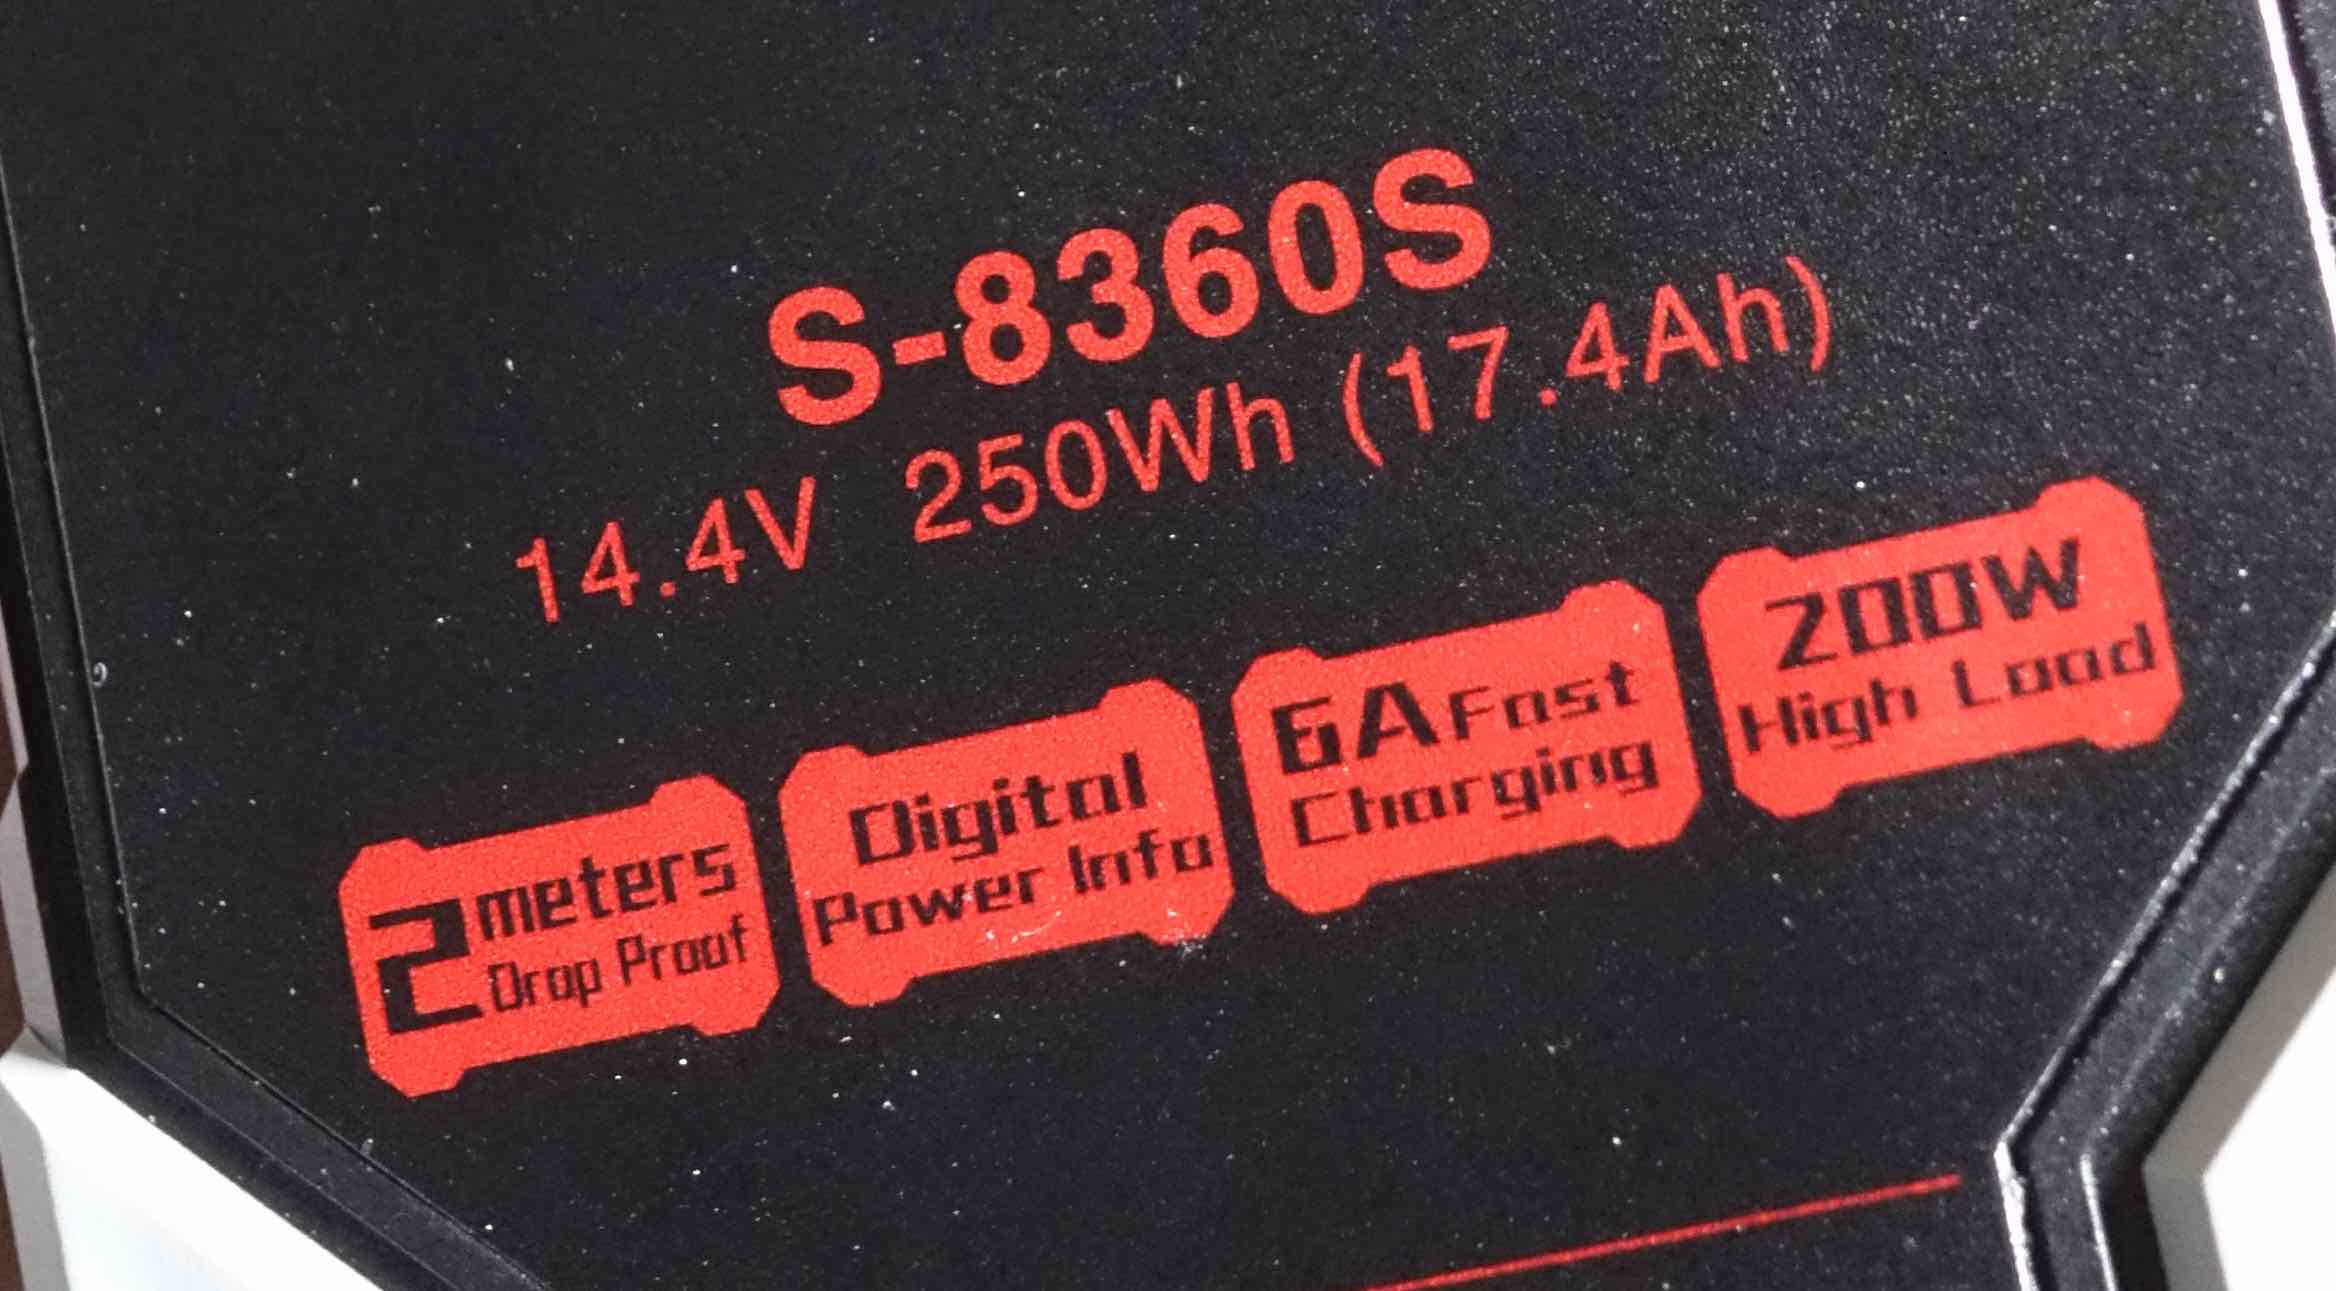 S-8360S
14.4V 250Wh (17.4Ah)
2 meters
Drop Proof
Digital
Power Info
6A Fast
Charging
200W
High Load